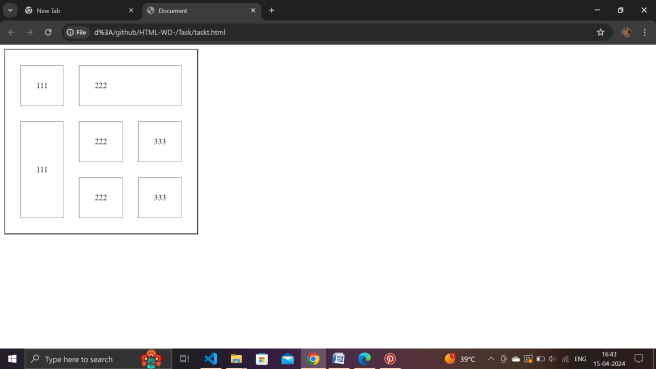 New Tab
Document
File
d%3A/github/HTML-WD-/Task/taskt.html
111
222
111
222
333
222
333
Type here to search
39°C
ENG
16:43
15-04-2024